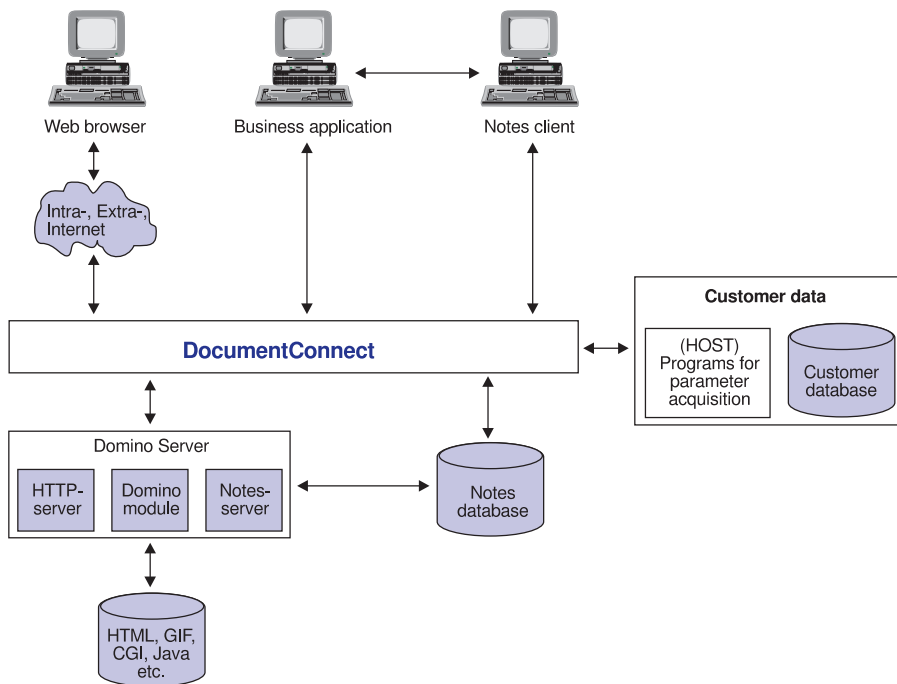 Web browser
Business application
Notes client
Intra-, Extra-,
Internet
Customer data
DocumentConnect
(HOST)
Programs for
parameter
acquisition
Customer
database
Domino Server
HTTP-
server
Domino
module
Notes-
server
Notes
database
HTML, GIF,
CGI, Java
etc.